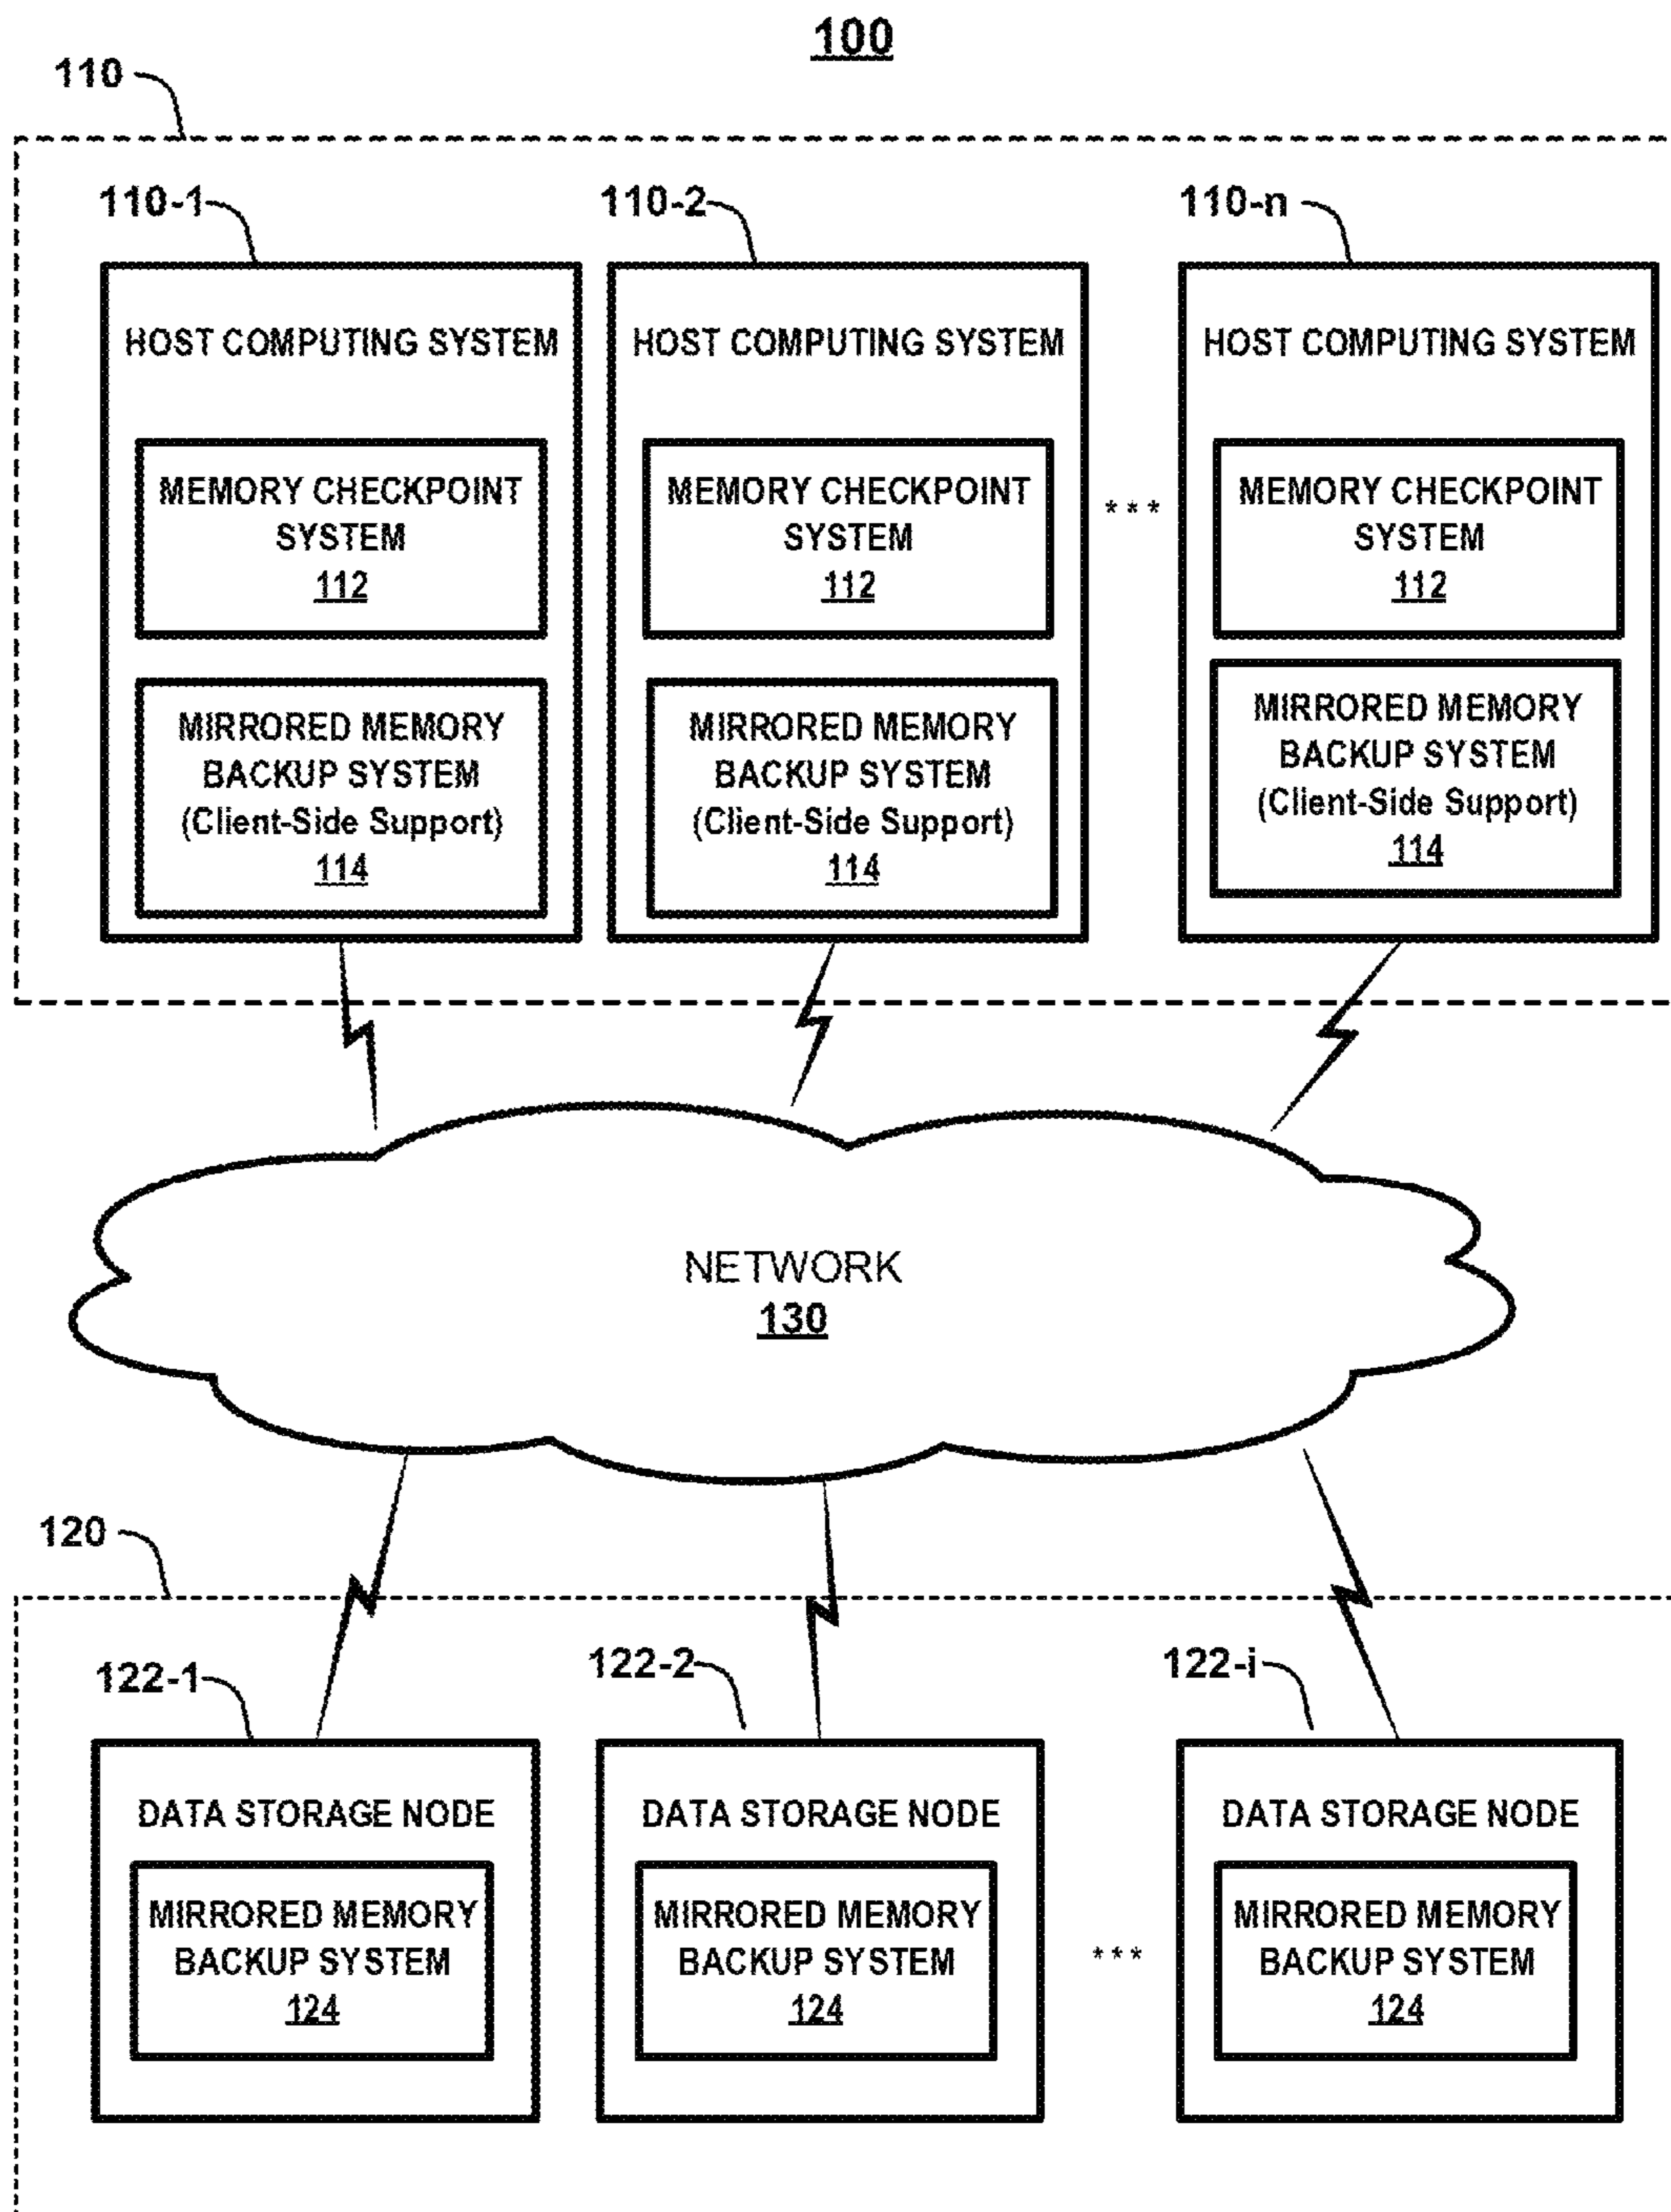 100
110
110-1
110-2
110-n
HOST COMPUTING SYSTEM
MEMORY CHECKPOINT
SYSTEM
112
MIRRORED MEMORY
BACKUP SYSTEM
(Client-Side Support)
114
HOST COMPUTING SYSTEM
MEMORY CHECKPOINT
SYSTEM
112
MIRRORED MEMORY
BACKUP SYSTEM
(Client-Side Support)
114
***
HOST COMPUTING SYSTEM
MEMORY CHECKPOINT
SYSTEM
112
MIRRORED MEMORY
BACKUP SYSTEM
(Client-Side Support)
114
NETWORK
130
120
122-1
122-2
122-i
DATA STORAGE NODE
MIRRORED MEMORY
BACKUP SYSTEM
124
DATA STORAGE NODE
MIRRORED MEMORY
BACKUP SYSTEM
124
***
DATA STORAGE NODE
MIRRORED MEMORY
BACKUP SYSTEM
124